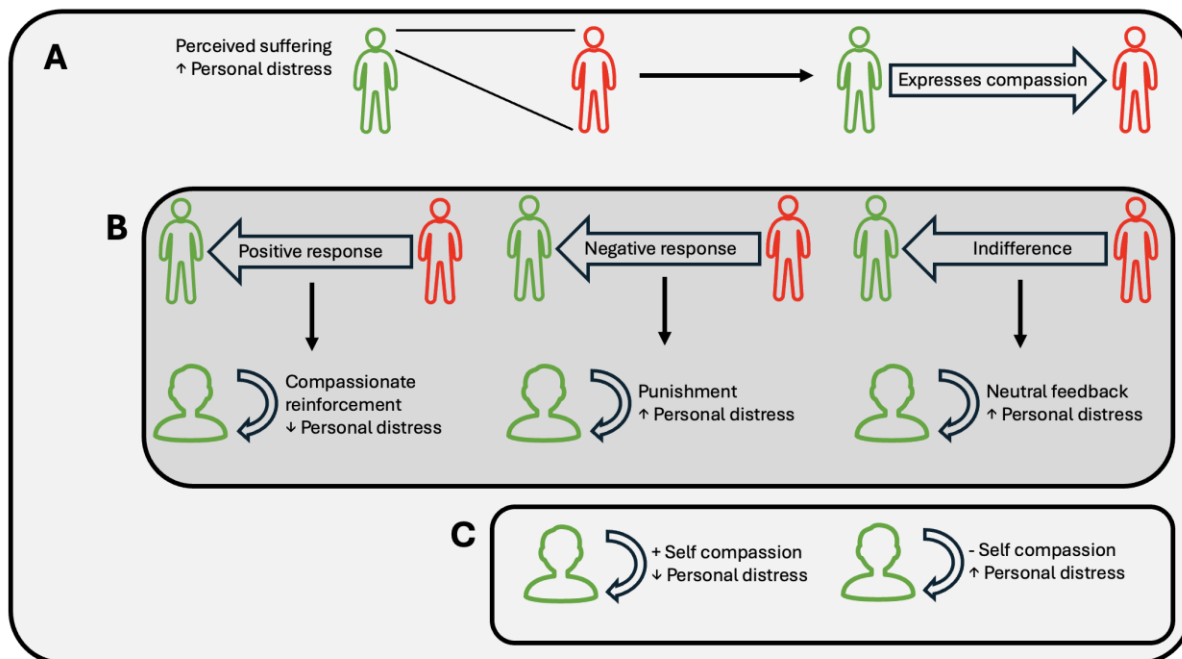 A
Perceived suffering
↑ Personal distress
Expresses compassion
B
Positive response
Negative response
Indifference
Compassionate
reinforcement
↓ Personal distress
Punishment
↑ Personal distress
Neutral feedback
↑ Personal distress
C
+ Self compassion
↓ Personal distress
- Self compassion
↑ Personal distress